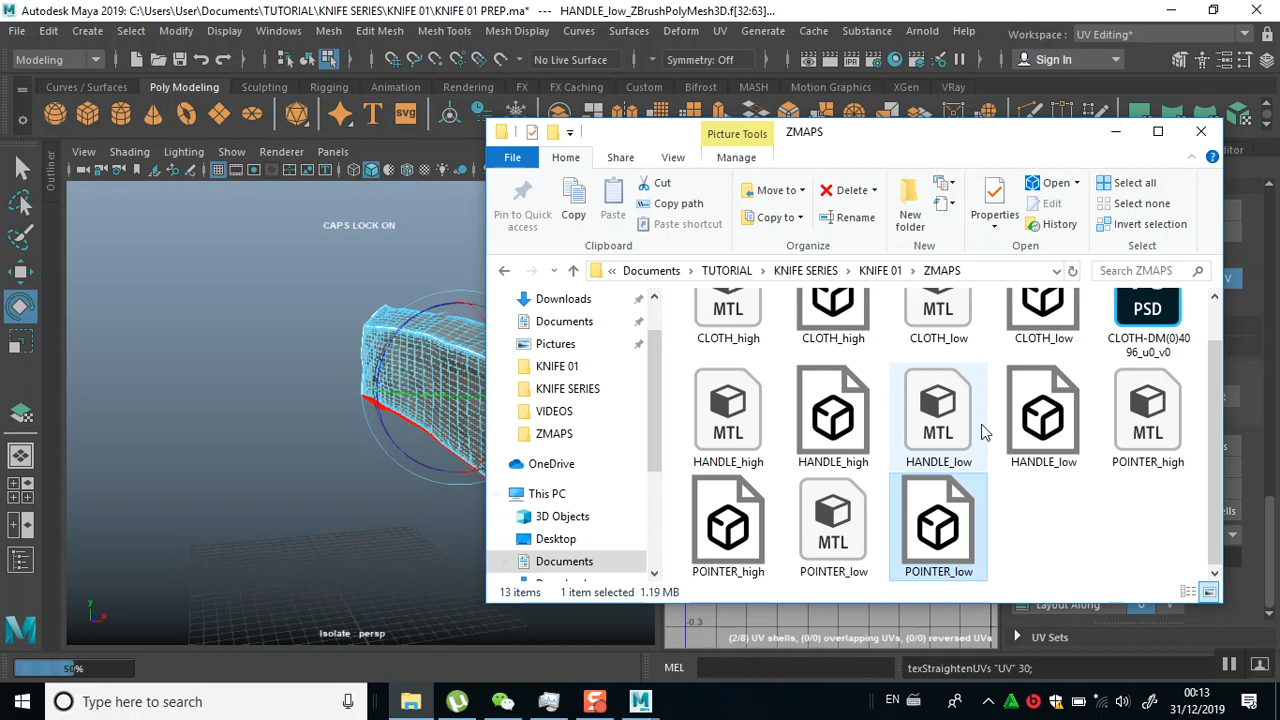 Autodesk Maya 2019: C:\Users\User\Documents\TUTORIAL\KNIFE SERIES\KNIFE 01\KNIFE 01 PREP.ma* --- HANDLE_low_ZBrushPolyMesh3D.f[32:63]...
File Edit Create Select Modify Display Windows Mesh Edit Mesh Mesh Tools Mesh Display Curves Surfaces Deform UV Generate Cache Substance Arnold Help Workspace : UV Editing*
Modeling No Live Surface Symmetry: Off Sign In
Curves / Surfaces Poly Modeling Sculpting Rigging Animation Rendering FX FX Caching Custom Bifrost MASH Motion Graphics XGen VRay
SVG
Picture Tools ZMAPS
View Shading Lighting Show Renderer Panels
File Home Share View Manage
Outliner
CAPS LOCK ON
Pin to Quick access
Copy
Paste
Cut
Copy path
Paste shortcut
Move to
Copy to
Delete
Rename
New folder
Properties
Open
Edit
History
Select all
Select none
Invert selection
Clipboard Organize New Open Select
« Documents TUTORIAL KNIFE SERIES KNIFE 01 ZMAPS Search ZMAPS
Downloads
Documents
Pictures
KNIFE 01
KNIFE SERIES
VIDEOS
ZMAPS
OneDrive
This PC
3D Objects
Desktop
Documents
MTL MTL PSD
CLOTH_high CLOTH_high CLOTH_low CLOTH_low CLOTH-DM(0)4
096_u0_v0
MTL MTL MTL
HANDLE_high HANDLE_high HANDLE_low HANDLE_low POINTER_high
MTL
POINTER_high POINTER_low POINTER_low
13 items 1 item selected 1.19 MB
y
x
Isolate : persp
-0.3
(2/8) UV shells, (0/0) overlapping UVs, (0/0) reversed UVs
Layout Along U V
UV Sets
50%
MEL
texStraightenUVs "UV" 30;
Type here to search
EN
00:13
31/12/2019